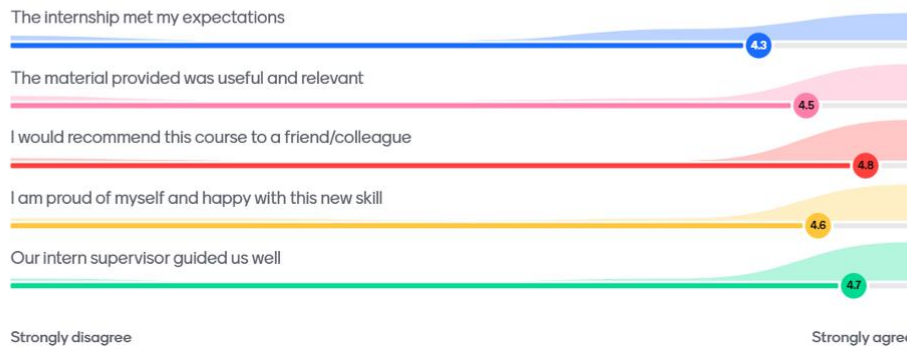 The internship met my expectations
4.3
The material provided was useful and relevant
4.5
I would recommend this course to a friend/colleague
4.8
I am proud of myself and happy with this new skill
4.6
Our intern supervisor guided us well
4.7
Strongly disagree Strongly agree